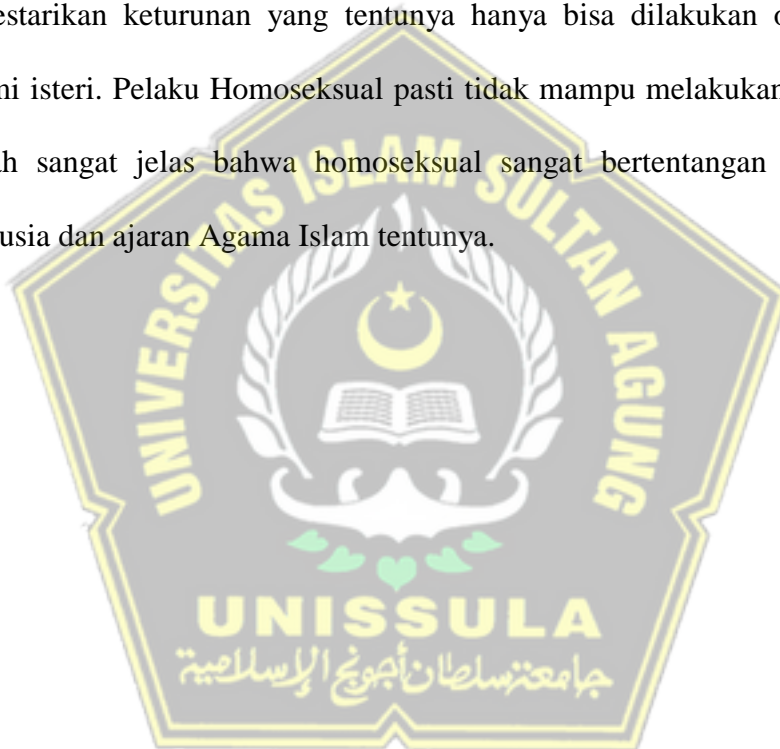 estarikan keturunan yang tentunya hanya bisa dilakukan
ni isteri. Pelaku Homoseksual pasti tidak mampu melakukan
ah sangat jelas bahwa homoseksual sangat bertentangan
usia dan ajaran Agama Islam tentunya.
UNIVERSITAS ISLAM SULTAN AGUNG
UNISSULA
جامعة سلطان أجونج الإسلامية